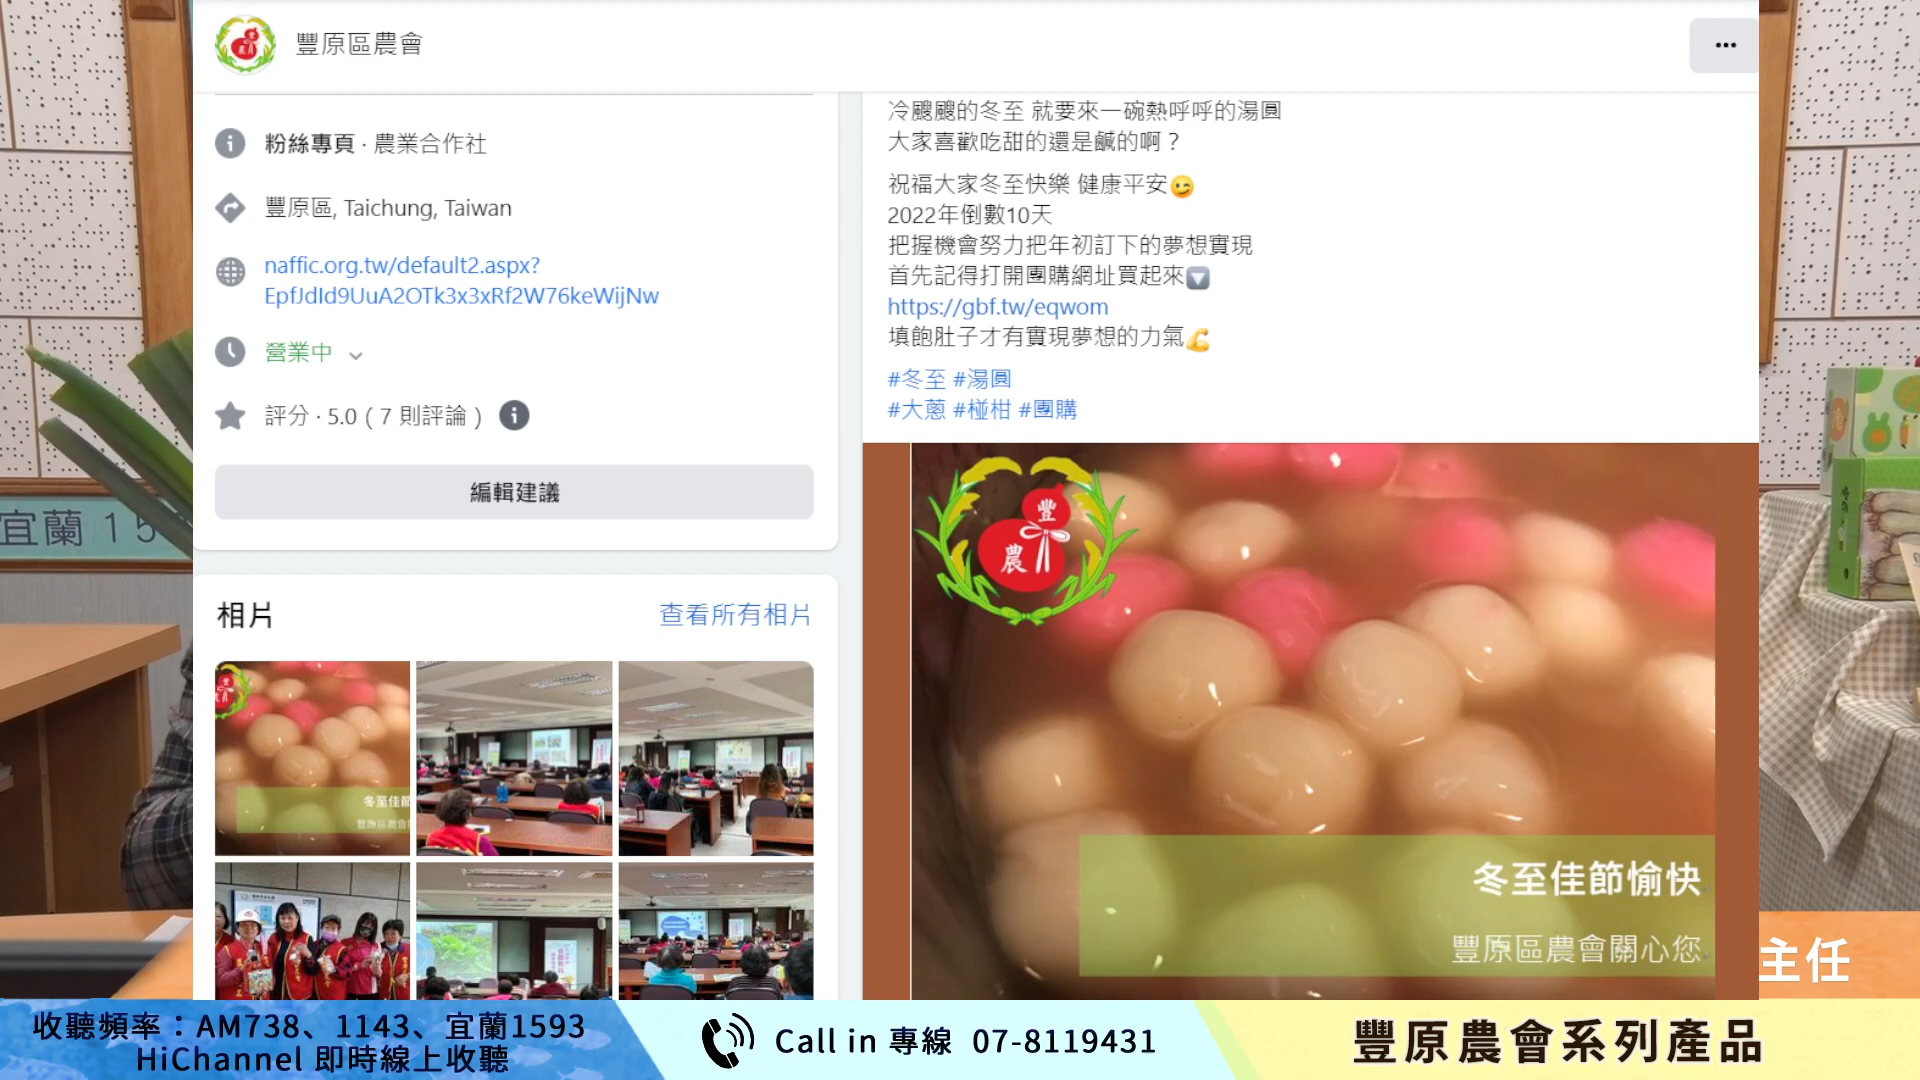 豐原區農會
粉絲專頁 · 農業合作社
豐原區, Taichung, Taiwan
naffic.org.tw/default2.aspx?
EpfJdId9UuA2OTk3x3xRf2W76keWijNw
營業中
評分 · 5.0 ( 7 則評論 )
編輯建議
相片
查看所有相片
冬至佳節
豐原區農會
冷颼颼的冬至 就要來一碗熱呼呼的湯圓
大家喜歡吃甜的還是鹹的啊？
祝福大家冬至快樂 健康平安😉
2022年倒數10天
把握機會努力把年初訂下的夢想實現
首先記得打開團購網址買起來🔽
https://gbf.tw/eqwom
填飽肚子才有實現夢想的力氣💪
#冬至 #湯圓
#大蔥 #椪柑 #團購
豐
農
冬至佳節愉快
豐原區農會關心您
宜蘭 15
主任
收聽頻率：AM738、1143、宜蘭1593
HiChannel 即時線上收聽
Call in 專線 07-8119431
豐原農會系列產品